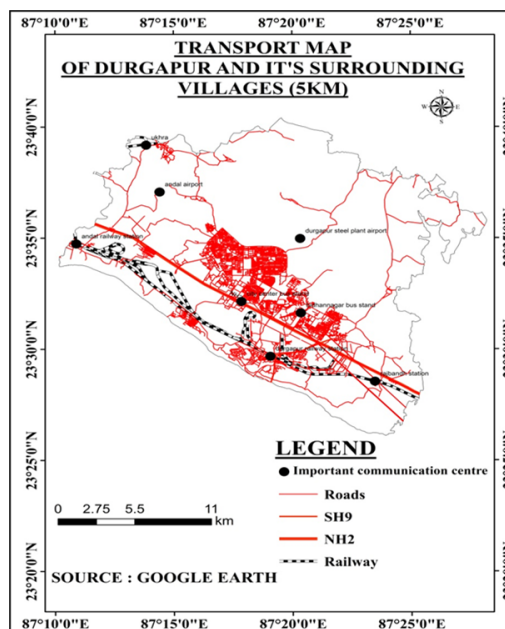 87°10'0"E 87°15'0"E 87°20'0"E 87°25'0"E
TRANSPORT MAP
OF DURGAPUR AND IT'S SURROUNDING
VILLAGES (5KM)
N
W E
S
23°40'0"N
ukhra
andal airport
23°35'0"N
andal railway station
durgapur steel plant airport
bus stand
23°30'0"N
durgapur railway station
station
LEGEND
Important communication centre
23°25'0"N
Roads
0 2.75 5.5 11
km
SH9
NH2
Railway
23°20'0"N
SOURCE : GOOGLE EARTH
87°10'0"E 87°15'0"E 87°20'0"E 87°25'0"E